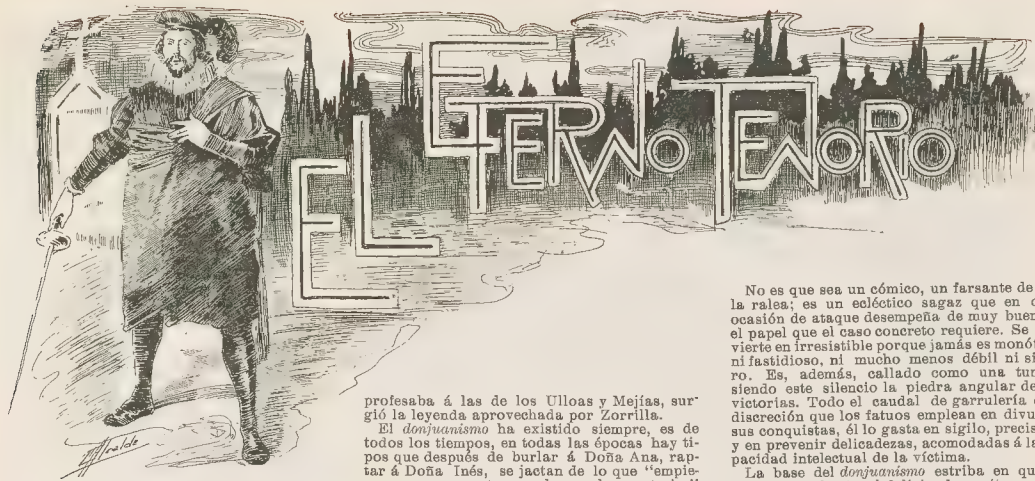 EL ETERNO TENORIO
profesaba á las de los Ulloas y Mejías, sur-
gió la leyenda aprovechada por Zorrilla.
El donjuanismo ha existido siempre, es de
todos los tiempos, en todas las épocas hay ti-
pos que después de burlar á Doña Ana, rap-
tar á Doña Inés, se jactan de lo que "empie-
No es que sea un cómico, un farsante de
la ralea; es un ecléctico sagaz que en c
ocasión de ataque desempeña de muy buen
el papel que el caso concreto requiere. Se
vierte en irresistible porque jamás es monót
ni fastidioso, ni mucho menos débil ni si
ro. Es, además, callado como una tum
siendo este silencio la piedra angular de
victorias. Todo el caudal de garrulería
discreción que los fatuos emplean en divu
sus conquistas, él lo gasta en sigilo, precis
y en prevenir delicadezas, acomodadas á la
pacidad intelectual de la víctima.
La base del donjuanismo estriba en qu